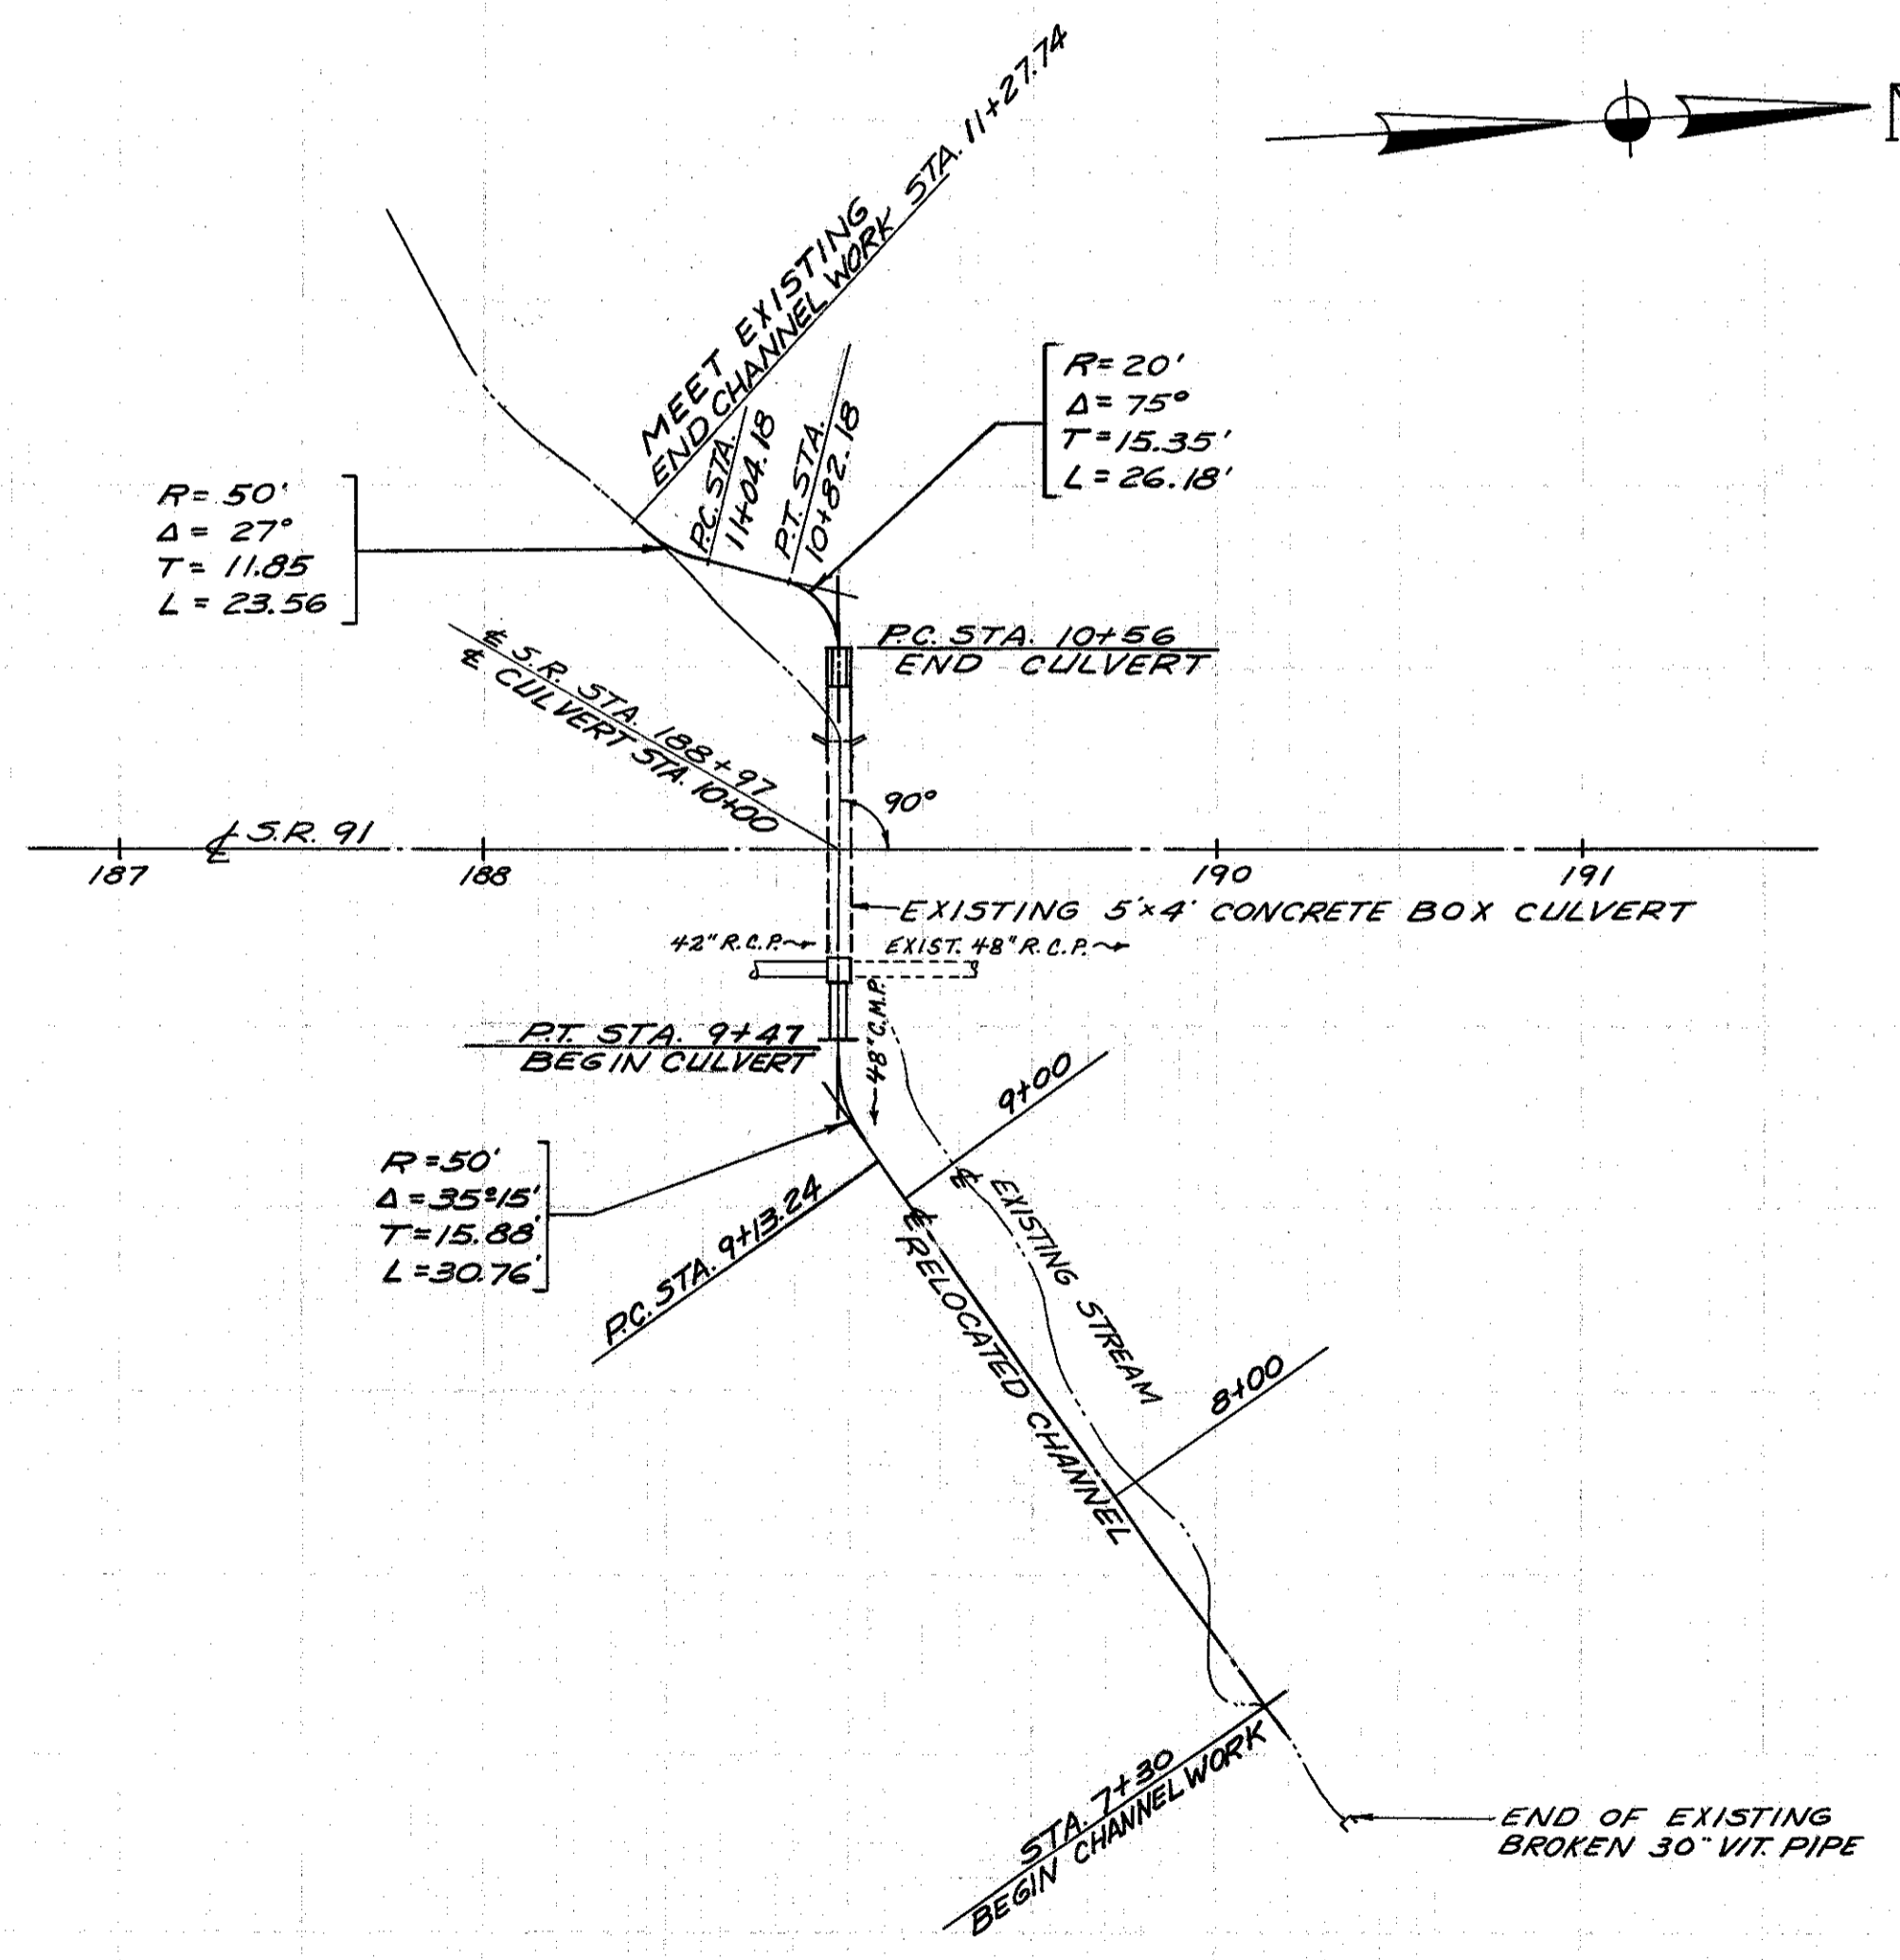 MEET EXISTING
END CHANNEL WORK STA. 11+27.74
N
R= 20'
Δ= 75°
T=15.35'
L=26.18'
P.C. STA.
11+04.18
P.T. STA.
10+82.18
R= 50'
Δ= 27°
T= 11.85
L= 23.56
P.C. STA. 10+56
END CULVERT
℄ S.R. STA. 188+97
℄ CULVERT STA. 10+00
90°
℄ S.R. 91
187
188
190
191
EXISTING 5'x4' CONCRETE BOX CULVERT
42" R.C.P.
EXIST. 48" R.C.P.
48" C.M.P.
P.T. STA. 9+47
BEGIN CULVERT
9+00
R=50'
Δ=35°15'
T=15.88'
L=30.76'
P.C. STA. 9+13.24
℄ EXISTING STREAM
℄ RELOCATED CHANNEL
8+00
STA. 7+30
BEGIN CHANNEL WORK
END OF EXISTING
BROKEN 30" VIT. PIPE